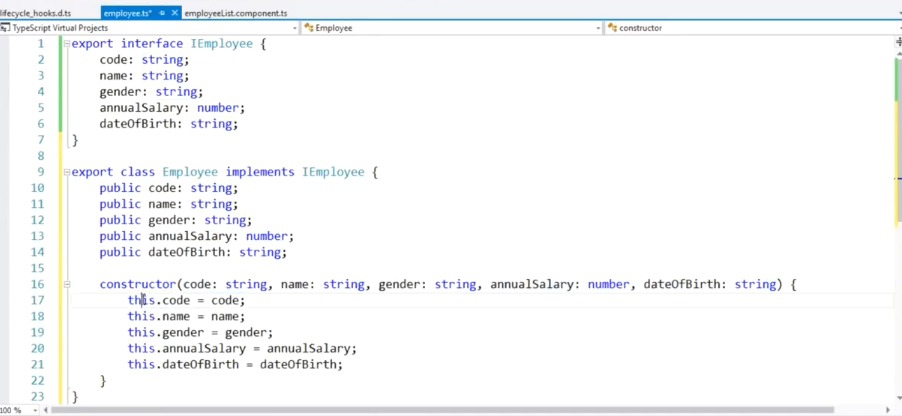 lifecycle_hooks.d.ts employee.ts* employeeList.component.ts
TypeScript Virtual Projects Employee constructor
1 export interface IEmployee {
2 code: string;
3 name: string;
4 gender: string;
5 annualSalary: number;
6 dateOfBirth: string;
7 }
8
9 export class Employee implements IEmployee {
10 public code: string;
11 public name: string;
12 public gender: string;
13 public annualSalary: number;
14 public dateOfBirth: string;
15
16 constructor(code: string, name: string, gender: string, annualSalary: number, dateOfBirth: string) {
17 this.code = code;
18 this.name = name;
19 this.gender = gender;
20 this.annualSalary = annualSalary;
21 this.dateOfBirth = dateOfBirth;
22 }
23 }
100 %